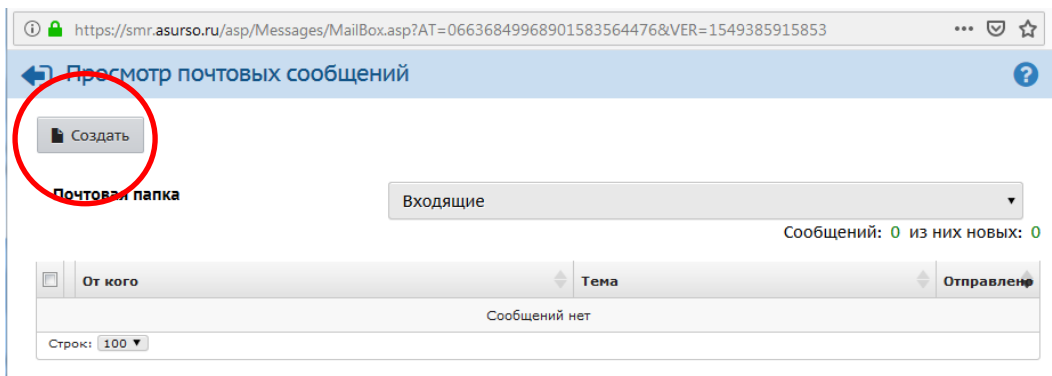 https://smr.asurso.ru/asp/Messages/MailBox.asp?AT=06636849968901583564476&VER=1549385915853
Просмотр почтовых сообщений
Создать
Почтовая папка Входящие
Сообщений: 0 из них новых: 0
От кого Тема Отправлено
Сообщений нет
Строк: 100